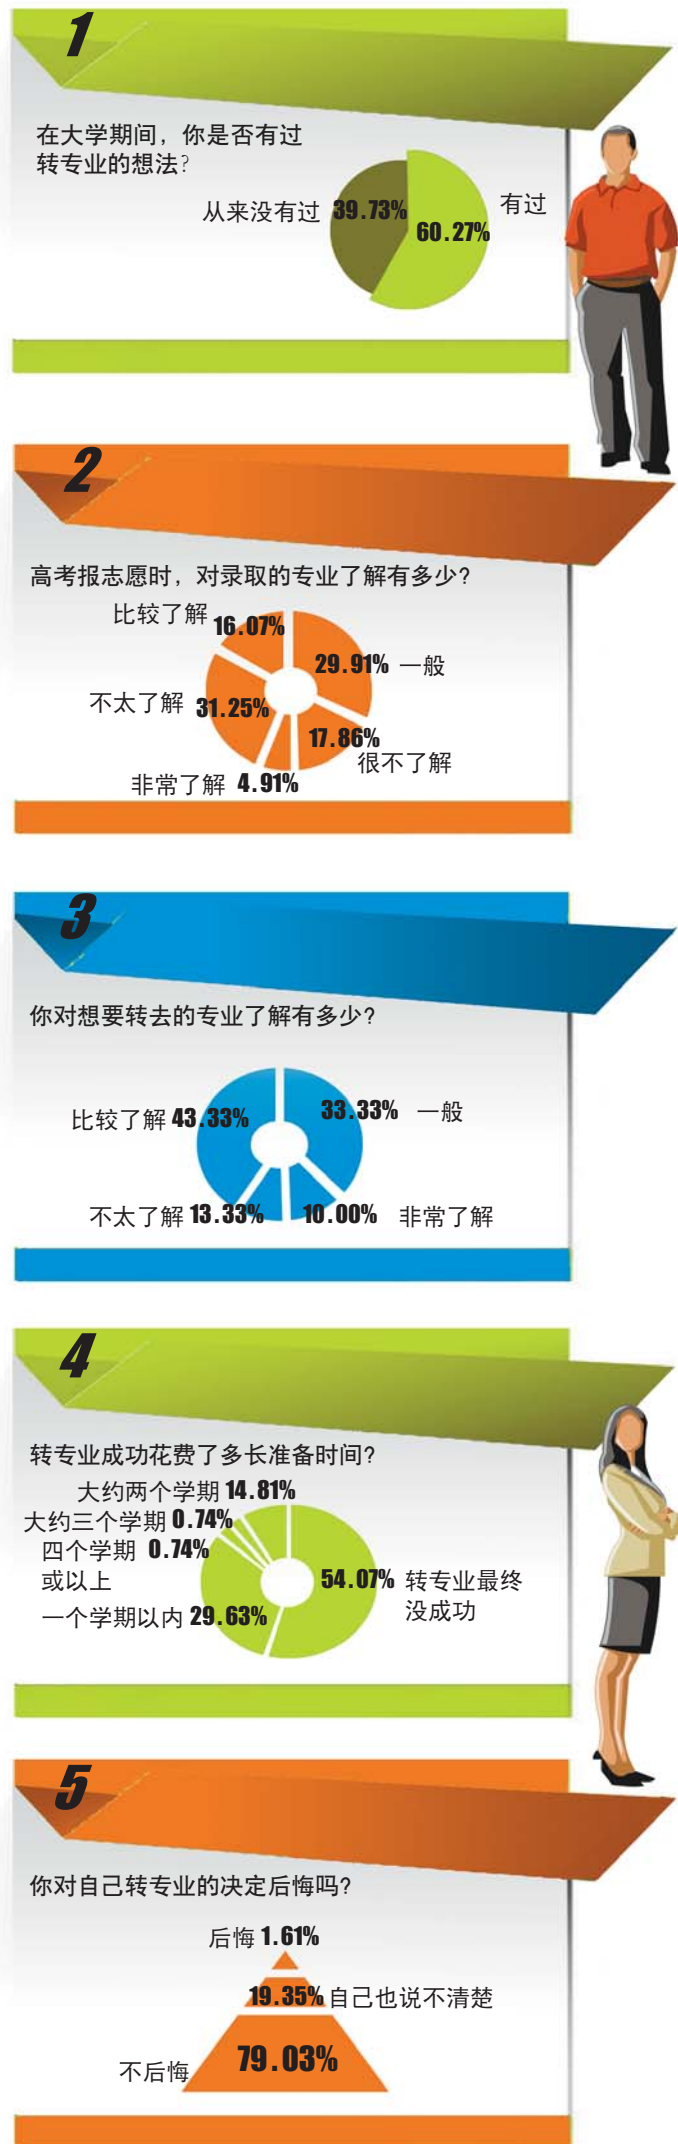 1
在大学期间，你是否有过
转专业的想法?
从来没有过 39.73%
60.27% 有过
2
高考报志愿时，对录取的专业了解有多少?
比较了解 16.07%
29.91% 一般
不太了解 31.25%
17.86%
很不了解
非常了解 4.91%
3
你对想要转去的专业了解有多少?
比较了解 43.33%
33.33% 一般
不太了解 13.33%
10.00% 非常了解
4
转专业成功花费了多长准备时间?
大约两个学期 14.81%
大约三个学期 0.74%
四个学期 0.74%
或以上
54.07% 转专业最终
没成功
一个学期以内 29.63%
5
你对自己转专业的决定后悔吗?
后悔 1.61%
19.35% 自己也说不清楚
79.03%
不后悔